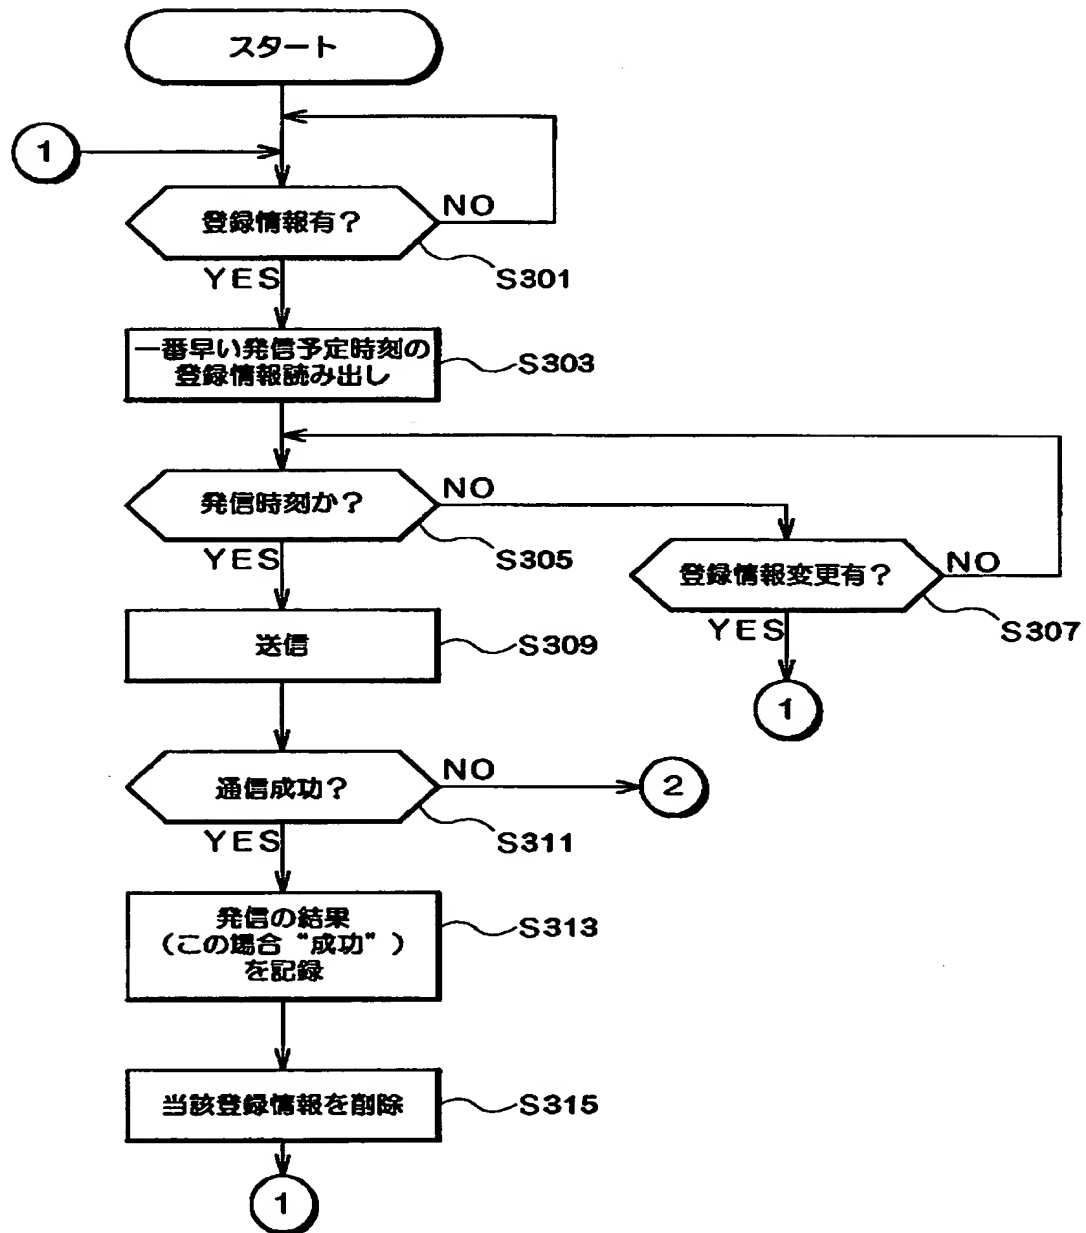 スタート
1
登録情報有？
NO
S301
YES
一番早い発信予定時刻の
登録情報読み出し
S303
発信時刻か？
NO
S305
YES
登録情報変更有？
NO
S307
YES
1
送信
S309
通信成功？
NO
2
S311
YES
発信の結果
（この場合“成功”）
を記録
S313
当該登録情報を削除
S315
1